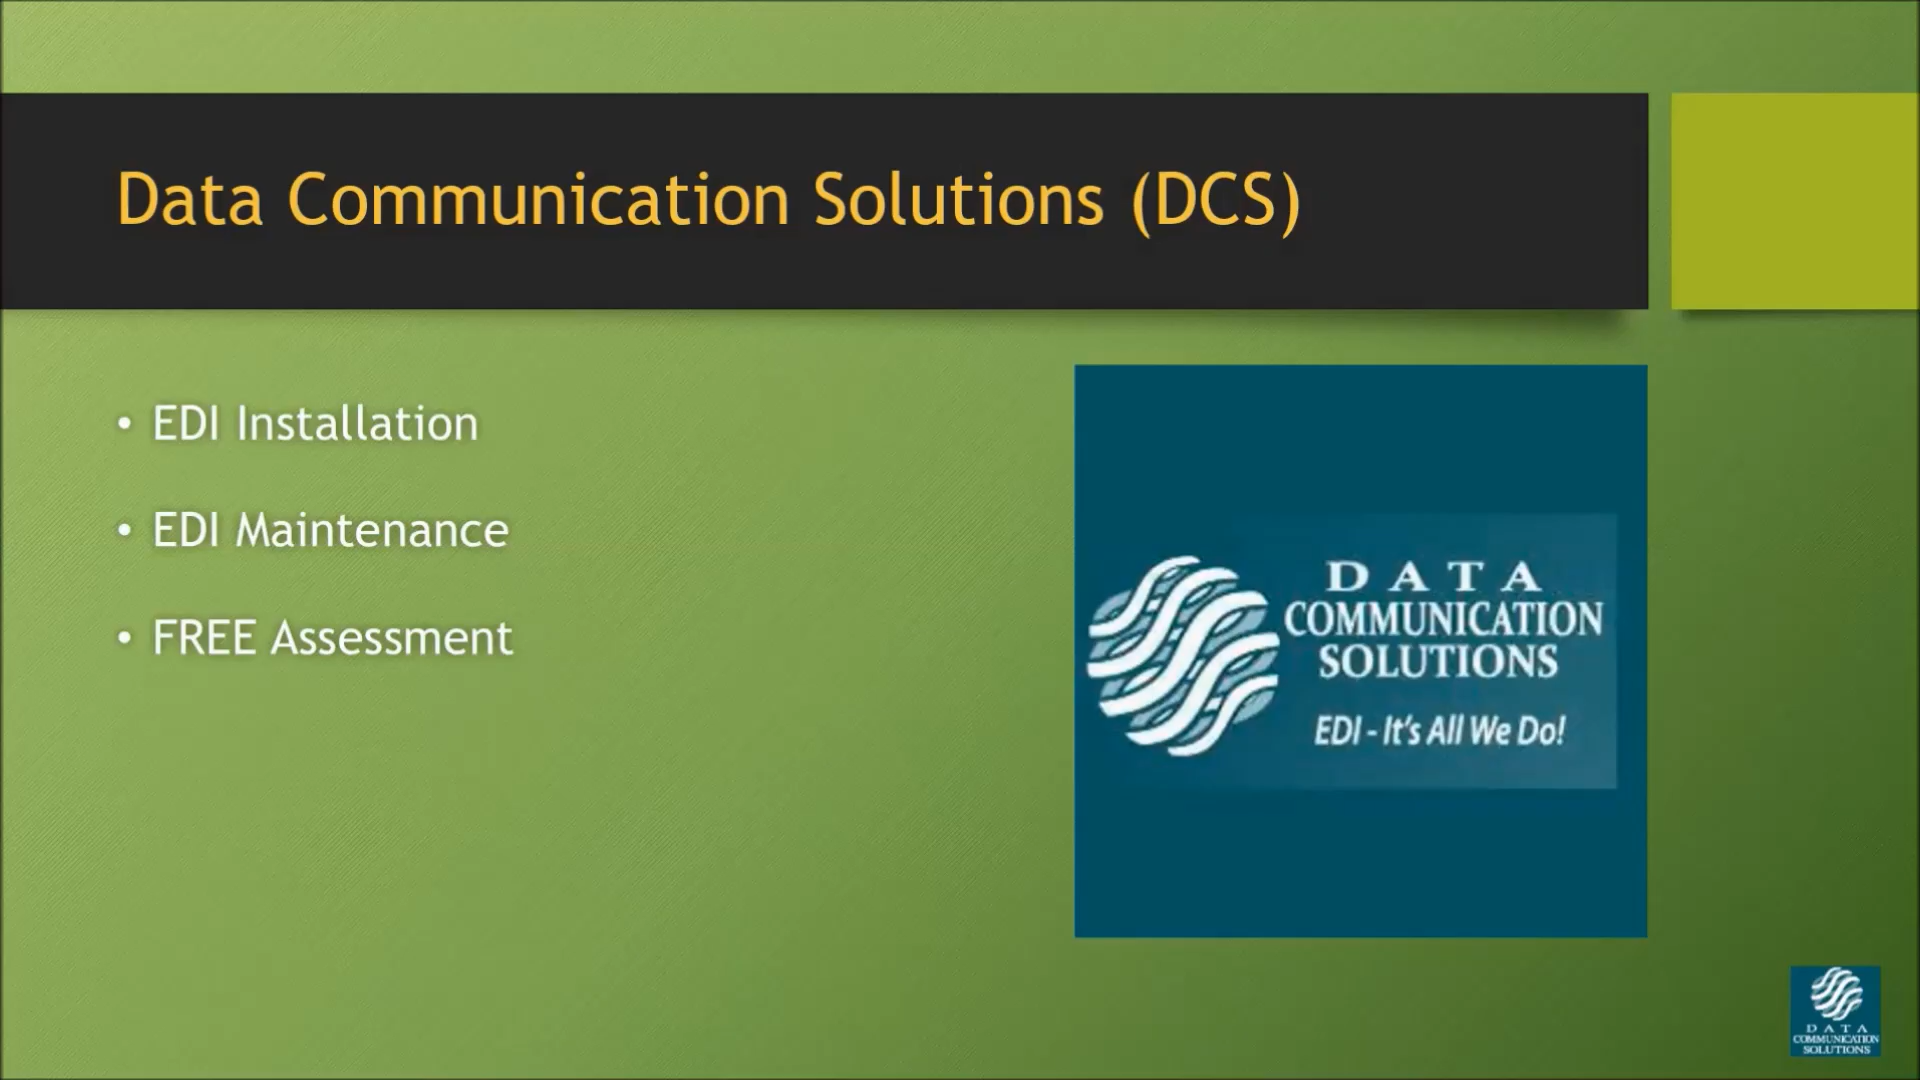 Data Communication Solutions (DCS)
• EDI Installation
• EDI Maintenance
• FREE Assessment
DATA
COMMUNICATION
SOLUTIONS
EDI - It's All We Do!
DATA
COMMUNICATION
SOLUTIONS